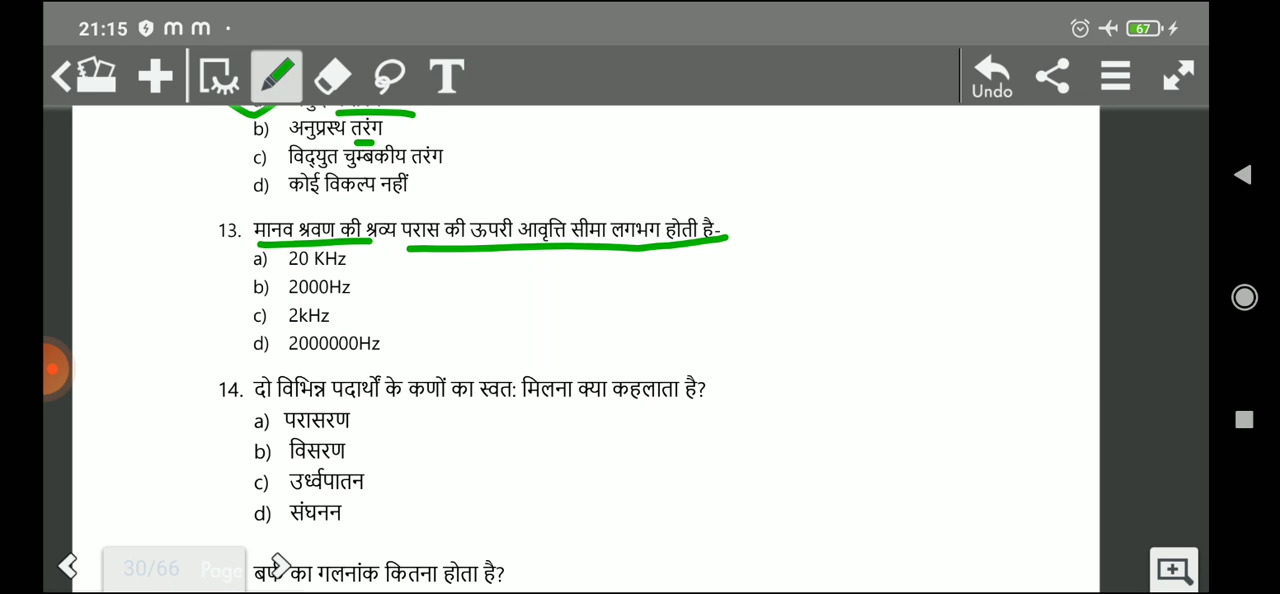 21:15 m m
67
T
Undo
b) अनुप्रस्थ तरंग
c) विद्युत चुम्बकीय तरंग
d) कोई विकल्प नहीं
13. मानव श्रवण की श्रव्य परास की ऊपरी आवृत्ति सीमा लगभग होती है-
a) 20 KHz
b) 2000Hz
c) 2kHz
d) 2000000Hz
14. दो विभिन्न पदार्थों के कणों का स्वत: मिलना क्या कहलाता है?
a) परासरण
b) विसरण
c) उर्ध्वपातन
d) संघनन
30/66 Page
का गलनांक कितना होता है?